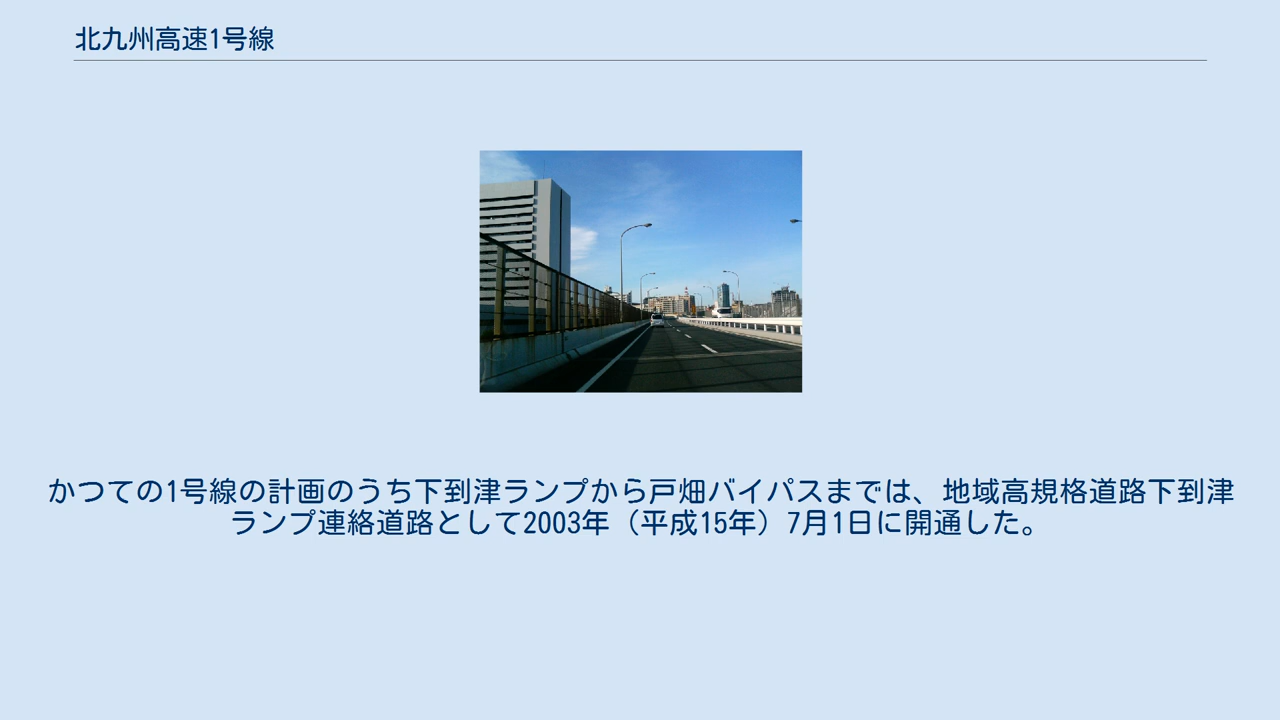 北九州高速1号線
かつての1号線の計画のうち下到津ランプから戸畑バイパスまでは、地域高規格道路下到津
ランプ連絡道路として2003年（平成15年）7月1日に開通した。